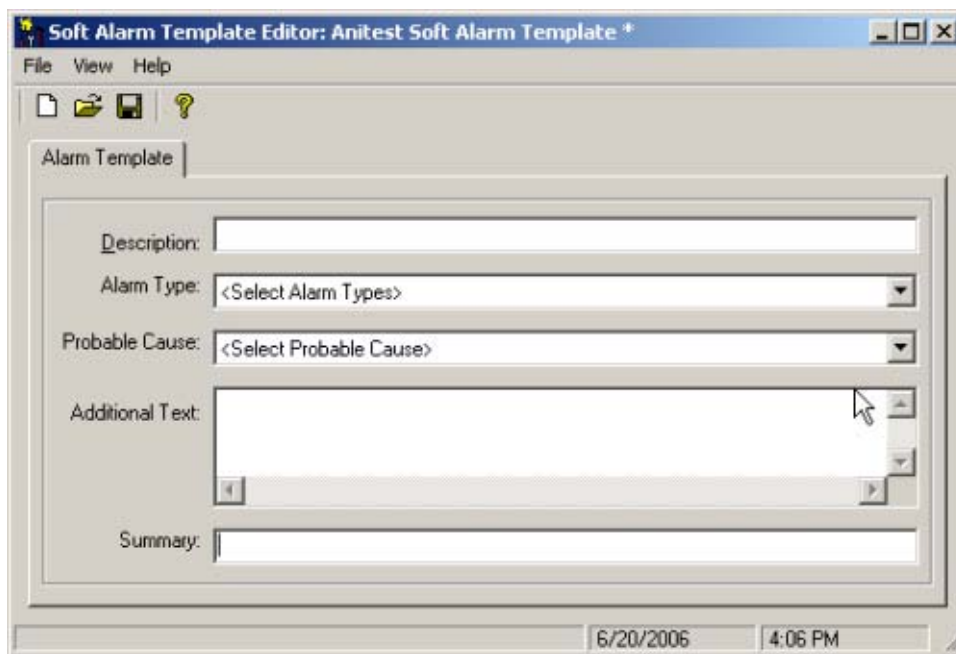 Soft Alarm Template Editor: Anitest Soft Alarm Template *
File View Help
Alarm Template
Description:
Alarm Type: <Select Alarm Types>
Probable Cause: <Select Probable Cause>
Additional Text:
Summary:
6/20/2006 4:06 PM